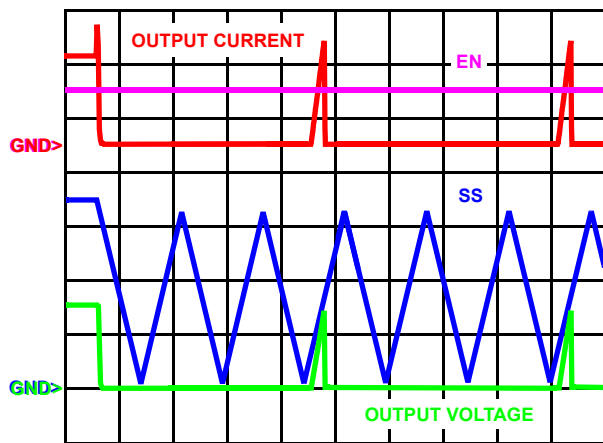 OUTPUT CURRENT
EN
GND>
SS
GND>
OUTPUT VOLTAGE